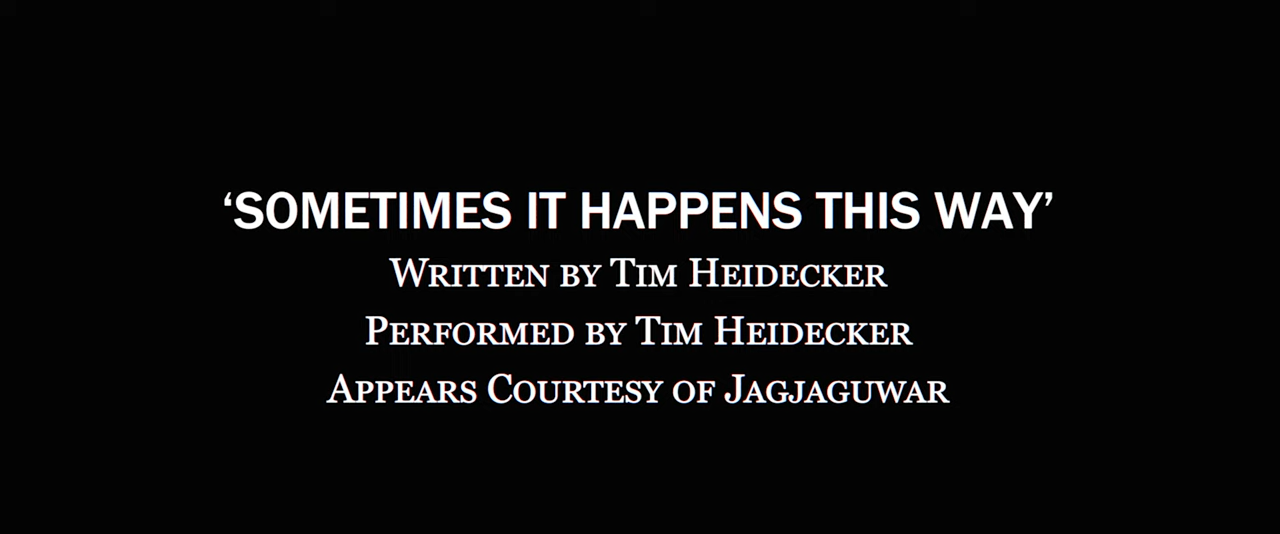 ‘SOMETIMES IT HAPPENS THIS WAY’
WRITTEN BY TIM HEIDECKER
PERFORMED BY TIM HEIDECKER
APPEARS COURTESY OF JAGJAGUWAR